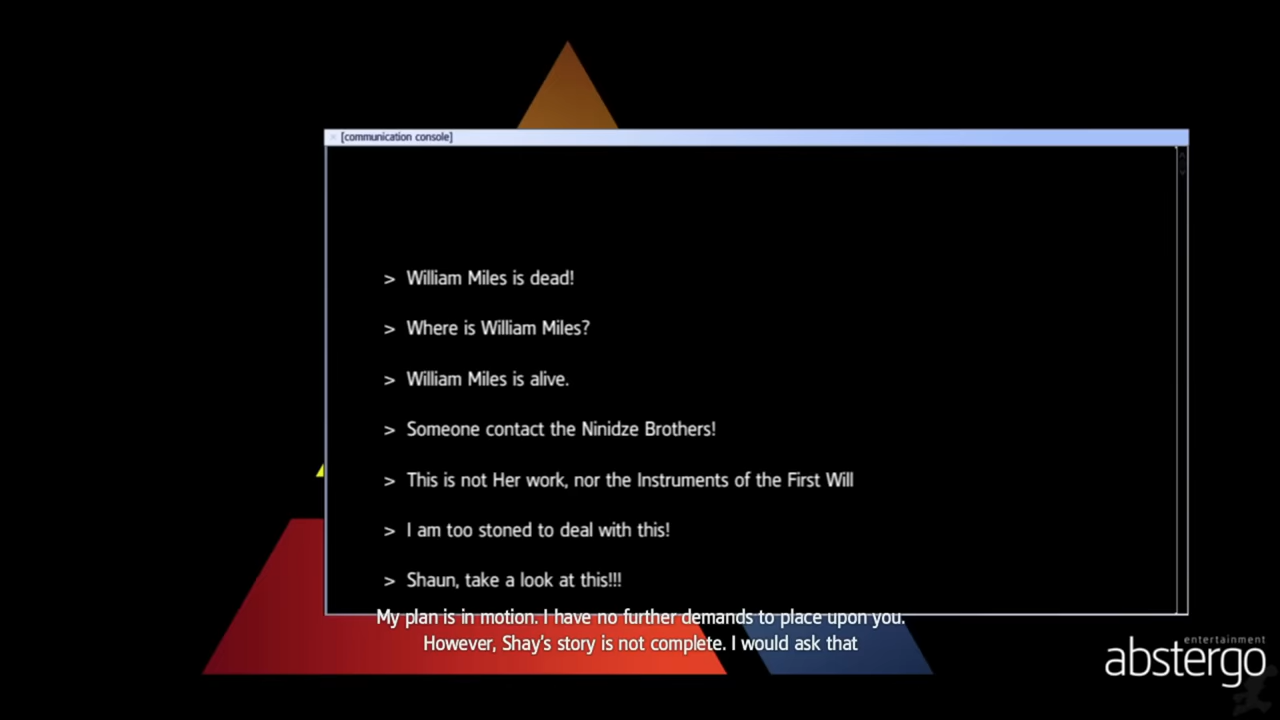 [communication console]
> William Miles is dead!
> Where is William Miles?
> William Miles is alive.
> Someone contact the Ninidze Brothers!
> This is not Her work, nor the Instruments of the First Will
> I am too stoned to deal with this!
> Shaun, take a look at this!!!
My plan is in motion. I have no further demands to place upon you.
However, Shay's story is not complete. I would ask that
entertainment
abstergo